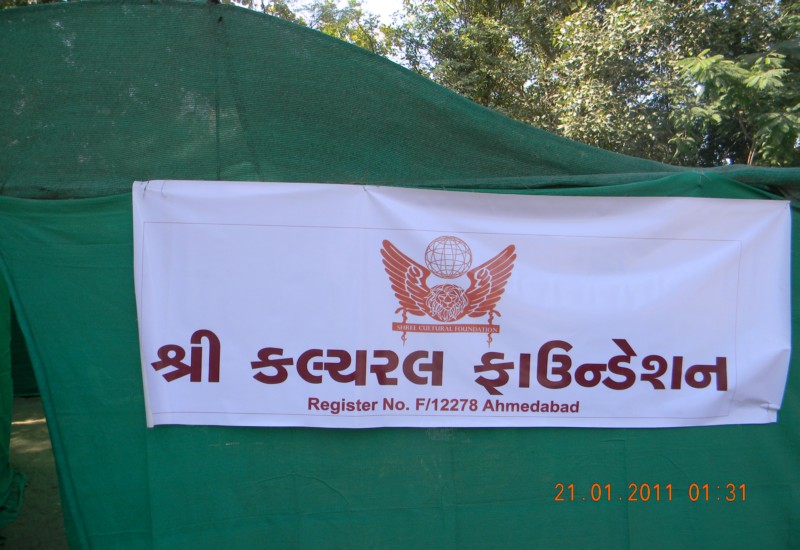 SHREE CULTURAL FOUNDATION
શ્રી કલ્ચરલ ફાઉન્ડેશન
Register No. F/12278 Ahmedabad
21.01.2011 01:31